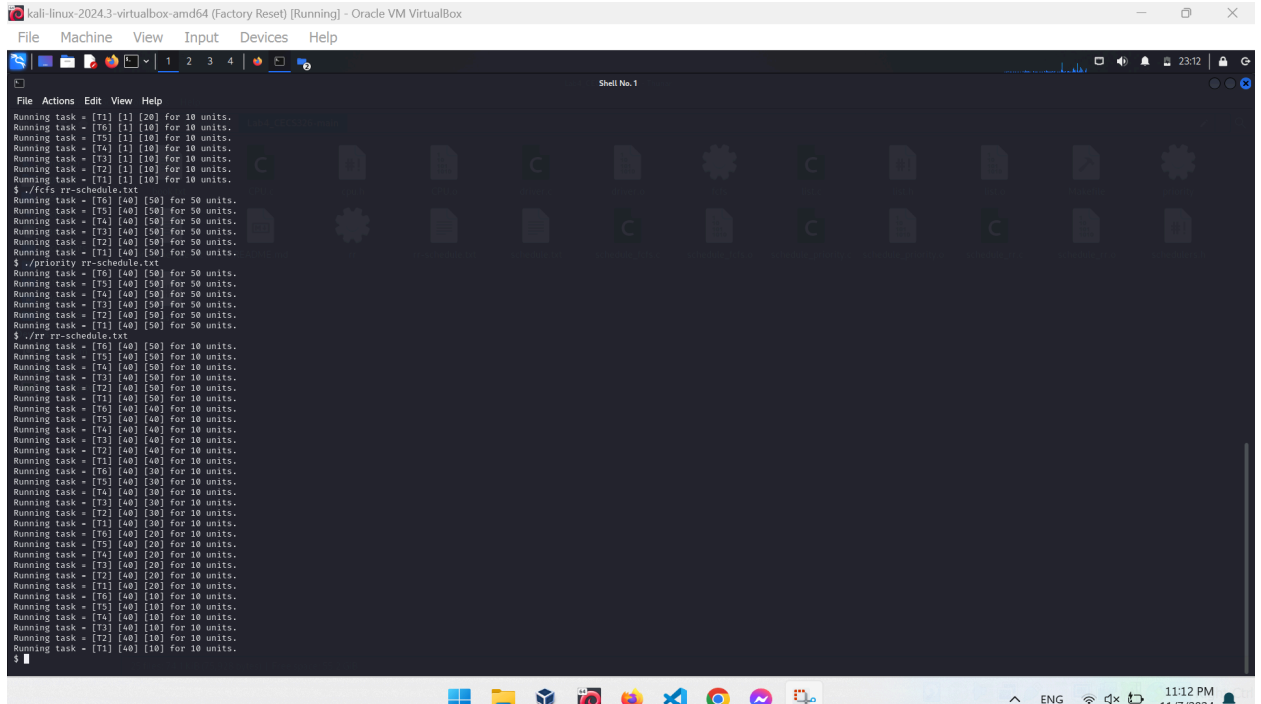 kali-linux-2024.3-virtualbox-amd64 (Factory Reset) [Running] - Oracle VM VirtualBox
File Machine View Input Devices Help
1 2 3 4 23:12
Shell No. 1
File Actions Edit View Help
Running task = [T1] [1] [20] for 10 units.
Running task = [T6] [1] [10] for 10 units.
Running task = [T5] [1] [10] for 10 units.
Running task = [T4] [1] [10] for 10 units.
Running task = [T3] [1] [10] for 10 units.
Running task = [T2] [1] [10] for 10 units.
Running task = [T1] [1] [10] for 10 units.
$ ./fcfs rr-schedule.txt
Running task = [T6] [40] [50] for 50 units.
Running task = [T5] [40] [50] for 50 units.
Running task = [T4] [40] [50] for 50 units.
Running task = [T3] [40] [50] for 50 units.
Running task = [T2] [40] [50] for 50 units.
Running task = [T1] [40] [50] for 50 units.
$ ./priority rr-schedule.txt
Running task = [T6] [40] [50] for 50 units.
Running task = [T5] [40] [50] for 50 units.
Running task = [T4] [40] [50] for 50 units.
Running task = [T3] [40] [50] for 50 units.
Running task = [T2] [40] [50] for 50 units.
Running task = [T1] [40] [50] for 50 units.
$ ./rr rr-schedule.txt
Running task = [T6] [40] [50] for 10 units.
Running task = [T5] [40] [50] for 10 units.
Running task = [T4] [40] [50] for 10 units.
Running task = [T3] [40] [50] for 10 units.
Running task = [T2] [40] [50] for 10 units.
Running task = [T1] [40] [50] for 10 units.
Running task = [T6] [40] [40] for 10 units.
Running task = [T5] [40] [40] for 10 units.
Running task = [T4] [40] [40] for 10 units.
Running task = [T3] [40] [40] for 10 units.
Running task = [T2] [40] [40] for 10 units.
Running task = [T1] [40] [40] for 10 units.
Running task = [T6] [40] [30] for 10 units.
Running task = [T5] [40] [30] for 10 units.
Running task = [T4] [40] [30] for 10 units.
Running task = [T3] [40] [30] for 10 units.
Running task = [T2] [40] [30] for 10 units.
Running task = [T1] [40] [30] for 10 units.
Running task = [T6] [40] [20] for 10 units.
Running task = [T5] [40] [20] for 10 units.
Running task = [T4] [40] [20] for 10 units.
Running task = [T3] [40] [20] for 10 units.
Running task = [T2] [40] [20] for 10 units.
Running task = [T1] [40] [20] for 10 units.
Running task = [T6] [40] [10] for 10 units.
Running task = [T5] [40] [10] for 10 units.
Running task = [T4] [40] [10] for 10 units.
Running task = [T3] [40] [10] for 10 units.
Running task = [T2] [40] [10] for 10 units.
Running task = [T1] [40] [10] for 10 units.
$
ENG 11:12 PM
11/7/2024